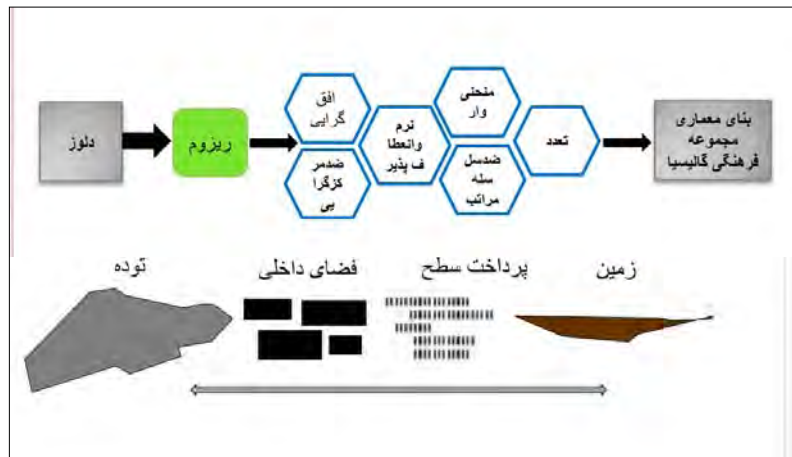 دلوز
ریزوم
افق
گرایی
ضدمر
کزگرا
یی
نرم
وانعطا
ف پذیر
منحنی
وار
ضدسل
سله
مراتب
تعدد
بنای معماری
مجموعه
فرهنگی گالیسیا
توده
فضای داخلی
پرداخت سطح
زمین